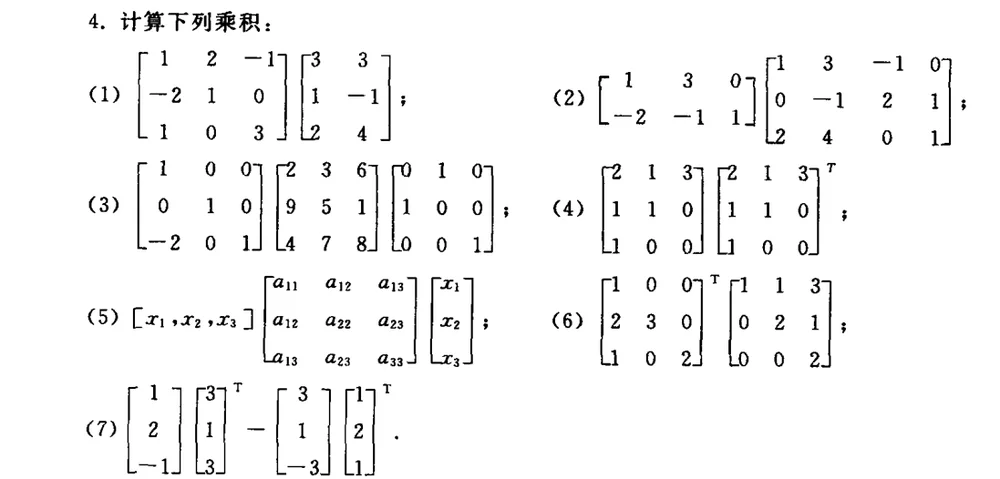 4. 计算下列乘积:
(1) [1 2 -1; -2 1 0; 1 0 3] [3 3; 1 -1; 2 4]; (2) [1 3 0; -2 -1 1] [1 3 -1 0; 0 -1 2 1; 2 4 0 1];
(3) [1 0 0; 0 1 0; -2 0 1] [2 3 6; 9 5 1; 4 7 8] [0 1 0; 1 0 0; 0 0 1]; (4) [2 1 3; 1 1 0; 1 0 0] [2 1 3; 1 1 0; 1 0 0]^T;
(5) [x₁,x₂,x₃] [a₁₁ a₁₂ a₁₃; a₁₂ a₂₂ a₂₃; a₁₃ a₂₃ a₃₃] [x₁; x₂; x₃]; (6) [1 0 0; 2 3 0; 1 0 2]^T [1 1 3; 0 2 1; 0 0 2];
(7) [1; 2; -1] [3; 1; 3]^T - [3; 1; -3] [1; 2; 1]^T.